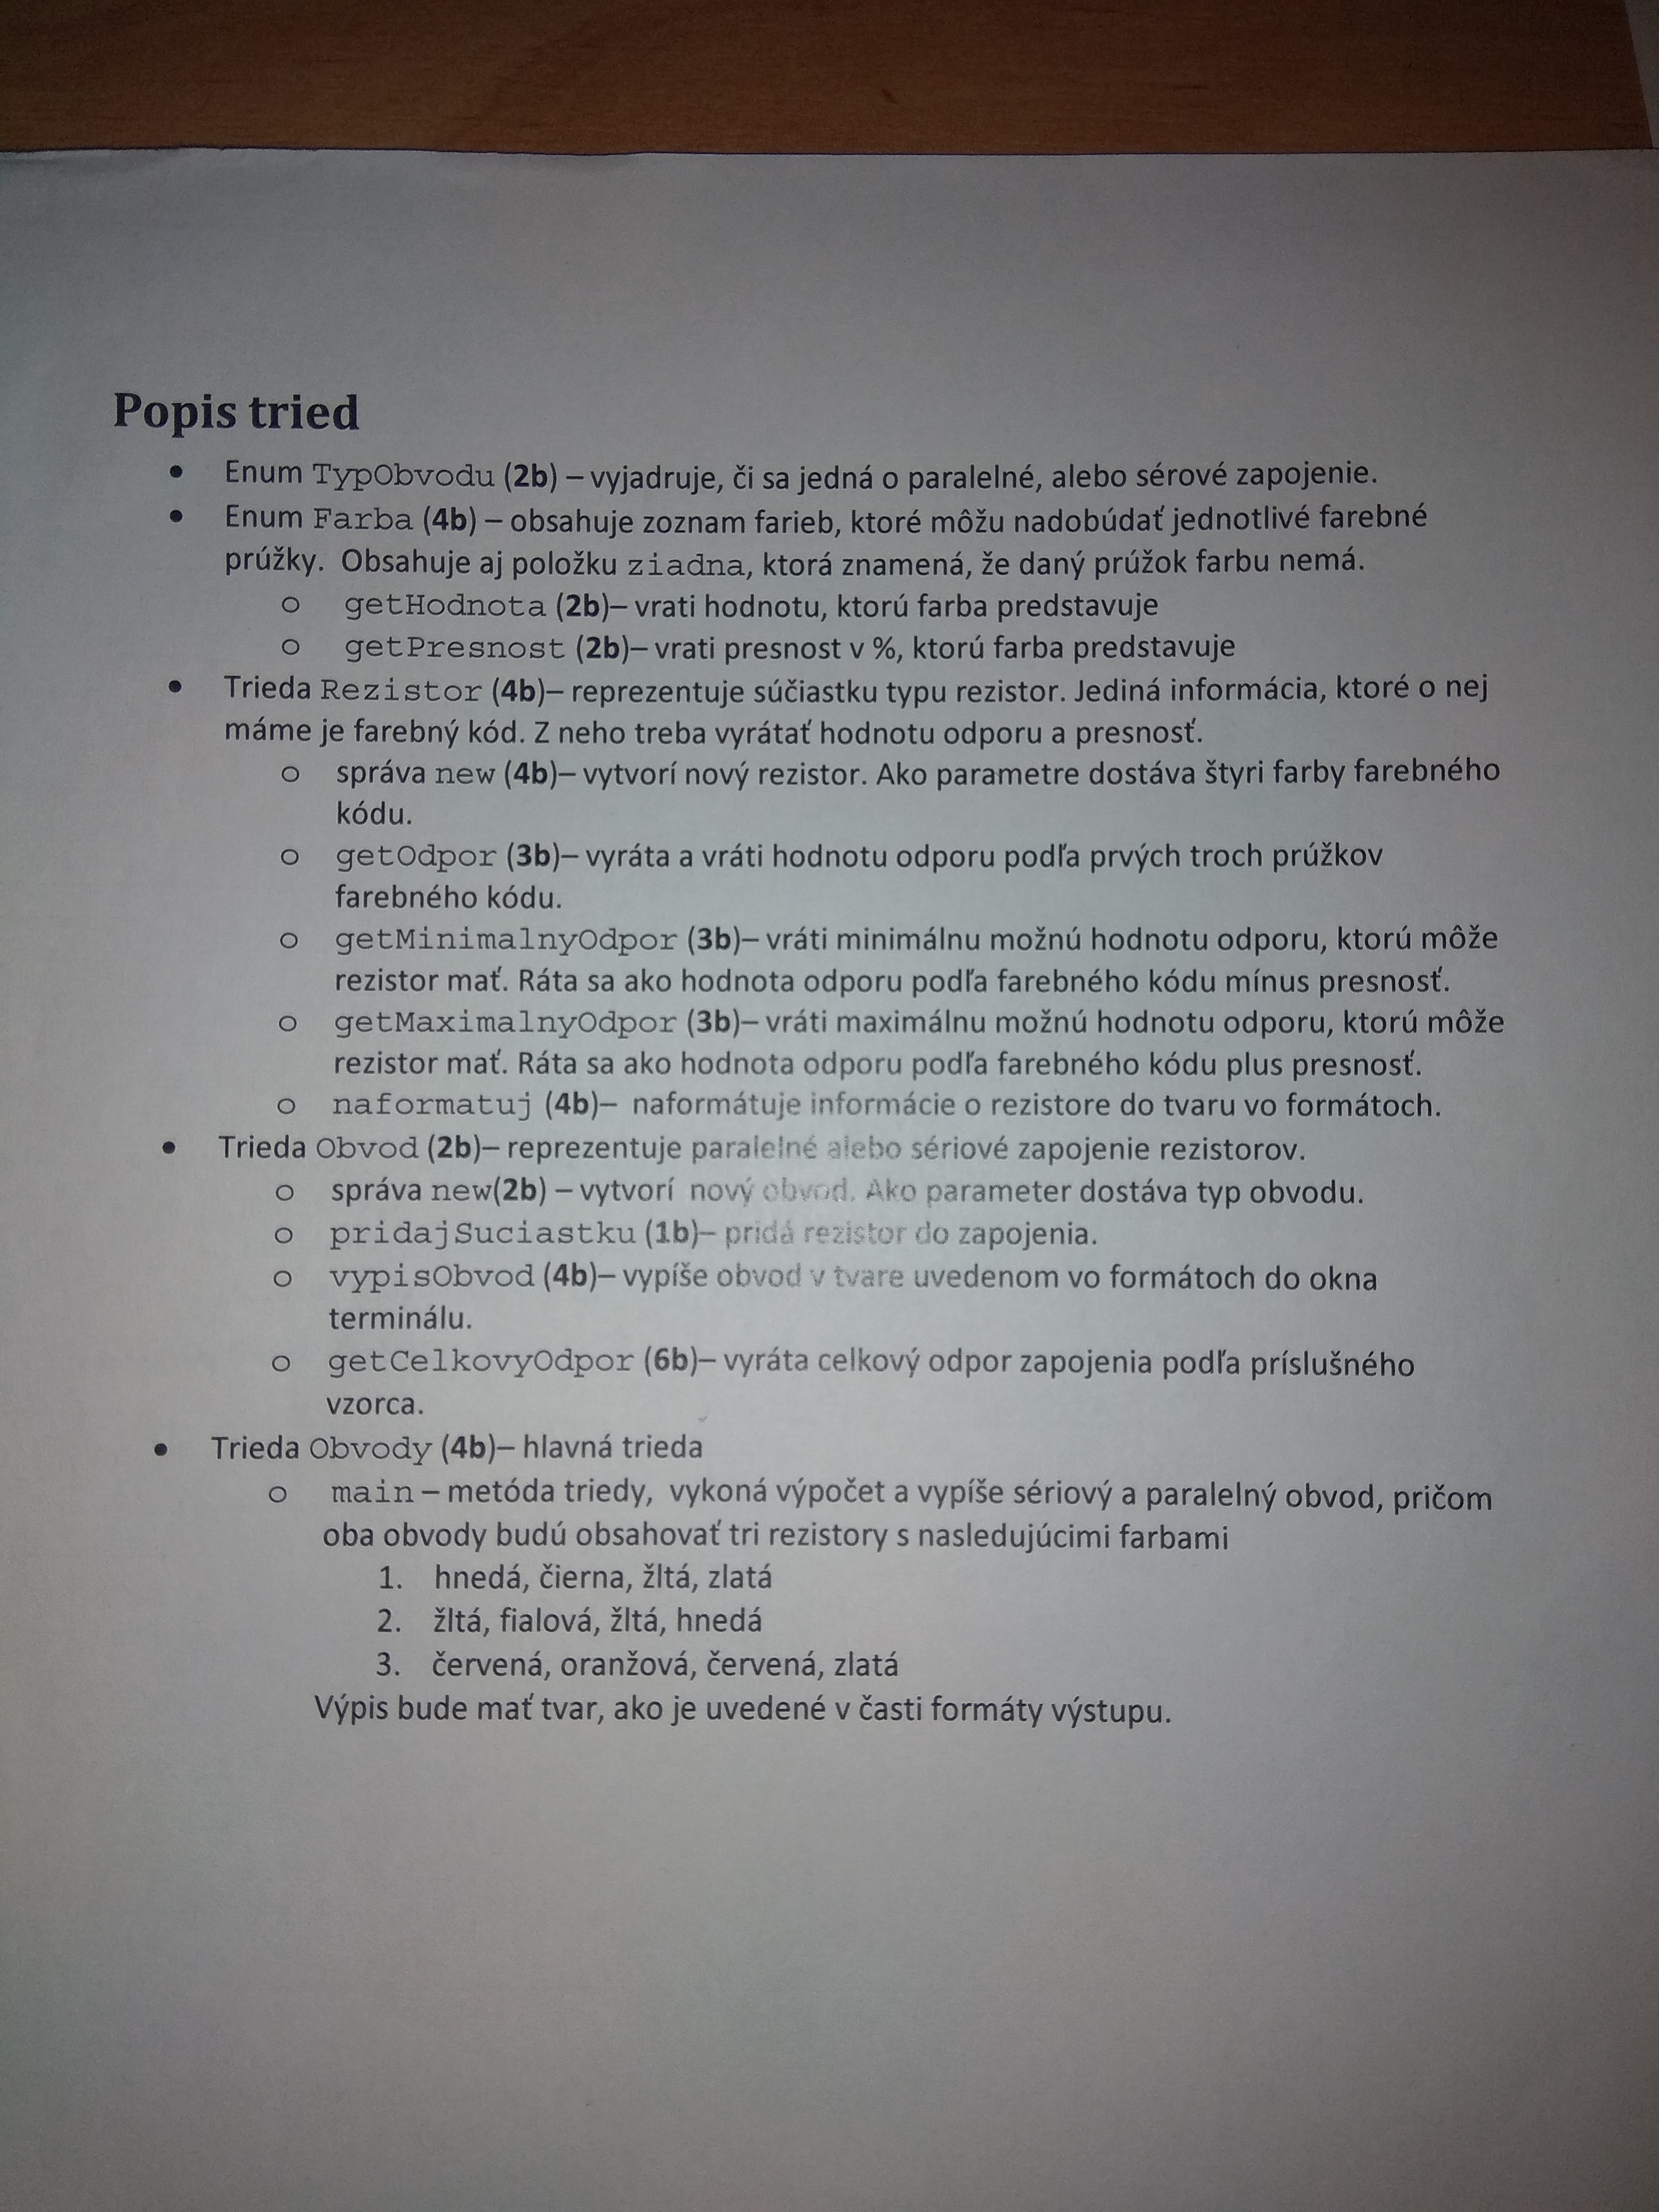 Popis tried
• Enum TypObvodu (2b) – vyjadruje, či sa jedná o paralelné, alebo sérové zapojenie.
• Enum Farba (4b) – obsahuje zoznam farieb, ktoré môžu nadobúdať jednotlivé farebné
prúžky. Obsahuje aj položku ziadna, ktorá znamená, že daný prúžok farbu nemá.
o getHodnota (2b)– vrati hodnotu, ktorú farba predstavuje
o getPresnost (2b)– vrati presnost v %, ktorú farba predstavuje
• Trieda Rezistor (4b)– reprezentuje súčiastku typu rezistor. Jediná informácia, ktoré o nej
máme je farebný kód. Z neho treba vyrátať hodnotu odporu a presnosť.
o správa new (4b)– vytvorí nový rezistor. Ako parametre dostáva štyri farby farebného
kódu.
o getOdpor (3b)– vyráta a vráti hodnotu odporu podľa prvých troch prúžkov
farebného kódu.
o getMinimalnyOdpor (3b)– vráti minimálnu možnú hodnotu odporu, ktorú môže
rezistor mať. Ráta sa ako hodnota odporu podľa farebného kódu mínus presnosť.
o getMaximalnyOdpor (3b)– vráti maximálnu možnú hodnotu odporu, ktorú môže
rezistor mať. Ráta sa ako hodnota odporu podľa farebného kódu plus presnosť.
o naformatuj (4b)– naformátuje informácie o rezistore do tvaru vo formátoch.
• Trieda Obvod (2b)– reprezentuje paralelné alebo sériové zapojenie rezistorov.
o správa new(2b) – vytvorí nový obvod. Ako parameter dostáva typ obvodu.
o pridajSuciastku (1b)– pridá rezistor do zapojenia.
o vypisObvod (4b)– vypíše obvod v tvare uvedenom vo formátoch do okna
terminálu.
o getCelkovyOdpor (6b)– vyráta celkový odpor zapojenia podľa príslušného
vzorca.
• Trieda Obvody (4b)– hlavná trieda
o main – metóda triedy, vykoná výpočet a vypíše sériový a paralelný obvod, pričom
oba obvody budú obsahovať tri rezistory s nasledujúcimi farbami
1. hnedá, čierna, žltá, zlatá
2. žltá, fialová, žltá, hnedá
3. červená, oranžová, červená, zlatá
Výpis bude mať tvar, ako je uvedené v časti formáty výstupu.